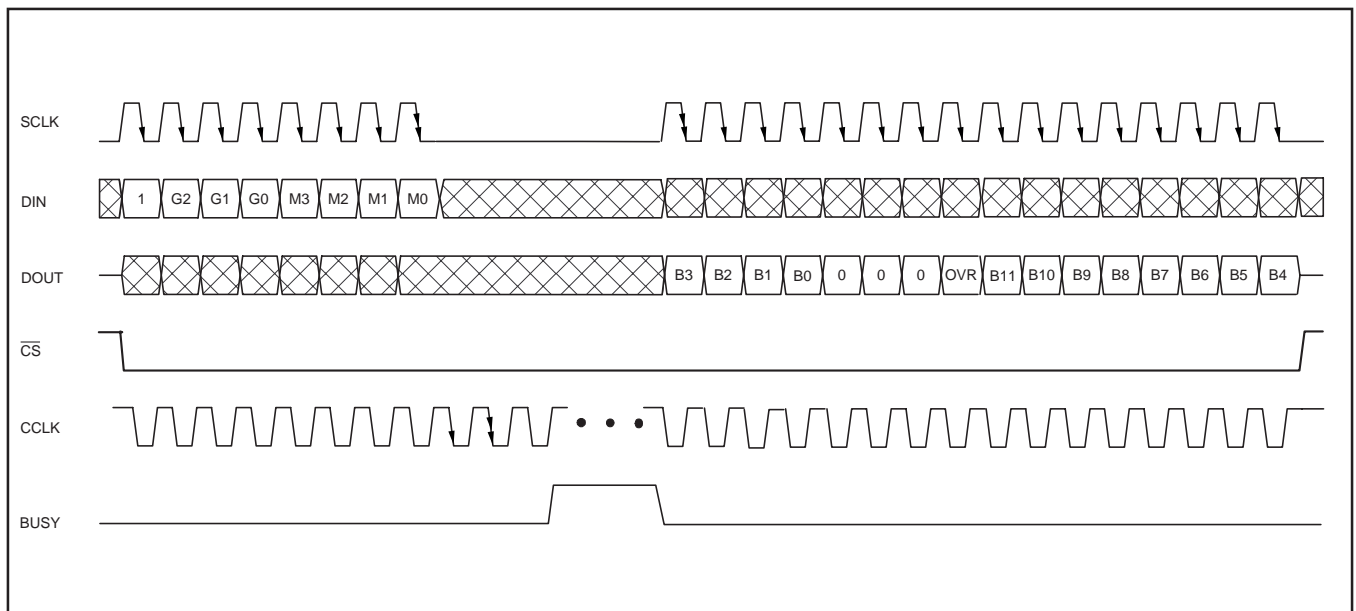 SCLK
DIN 1 G2 G1 G0 M3 M2 M1 M0
DOUT B3 B2 B1 B0 0 0 0 OVR B11 B10 B9 B8 B7 B6 B5 B4
CS
CCLK
BUSY